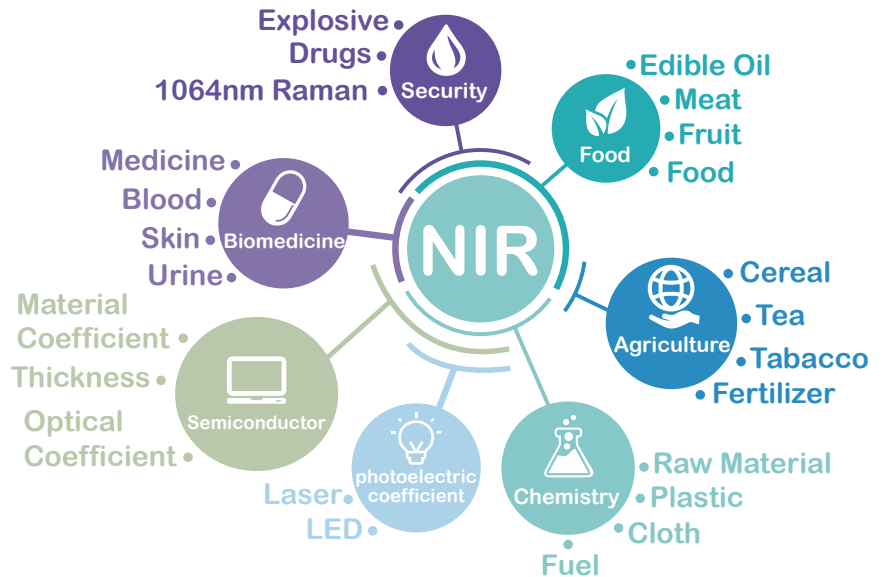 Explosive
Drugs
1064nm Raman
Security
Edible Oil
Meat
Fruit
Food
Food
Medicine
Blood
Skin
Urine
Biomedicine
NIR
Cereal
Tea
Tabacco
Fertilizer
Agriculture
Material
Coefficient
Thickness
Optical
Coefficient
Semiconductor
photoelectric
coefficient
Laser
LED
Chemistry
Raw Material
Plastic
Cloth
Fuel